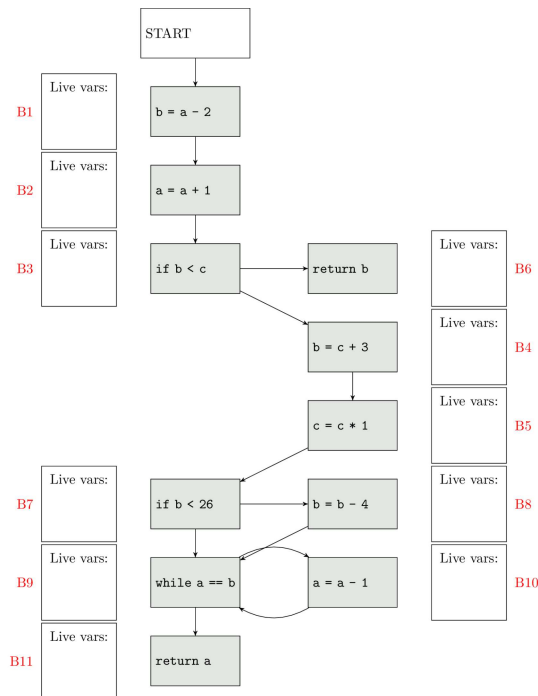 START
Live vars:
B1
b = a - 2
Live vars:
B2
a = a + 1
Live vars:
B3
if b < c
return b
Live vars:
B6
b = c + 3
Live vars:
B4
c = c * 1
Live vars:
B5
Live vars:
B7
if b < 26
b = b - 4
Live vars:
B8
Live vars:
B9
while a == b
a = a - 1
Live vars:
B10
Live vars:
B11
return a